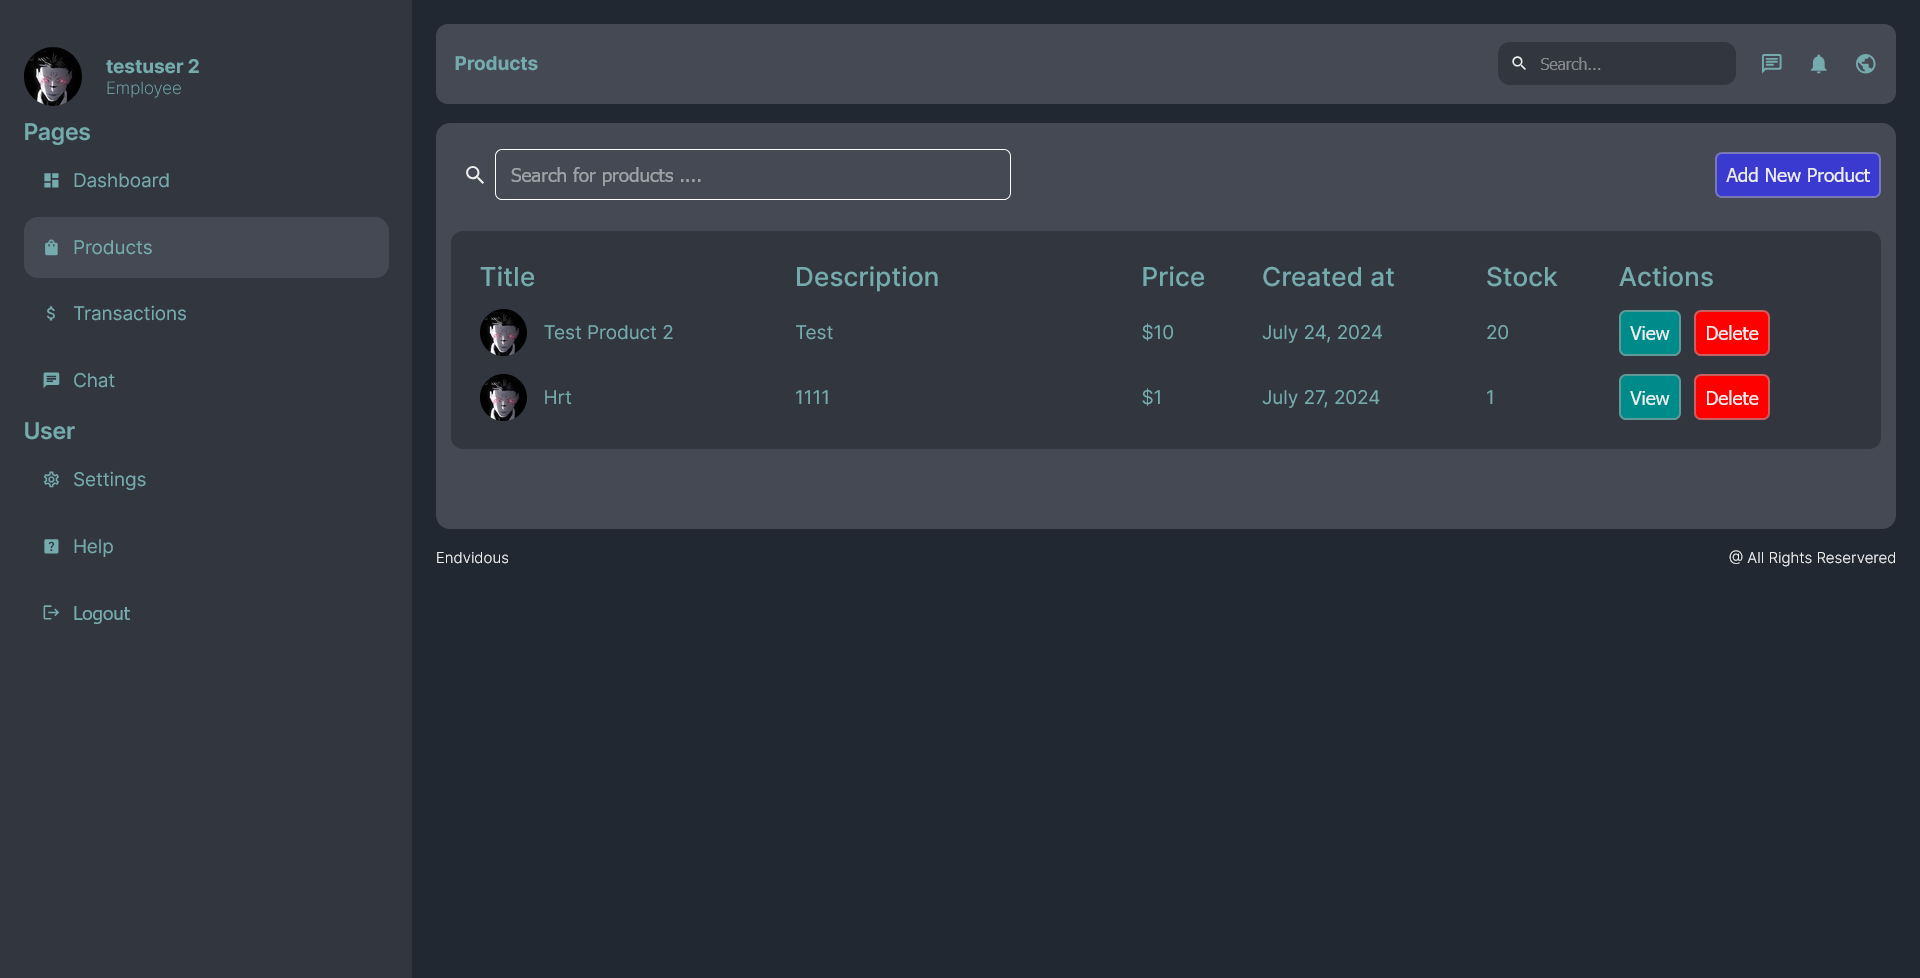 testuser 2
Employee
Pages
Dashboard
Products
Transactions
Chat
User
Settings
Help
Logout
Products
Search...
Search for products ....
Add New Product
Title Description Price Created at Stock Actions
Test Product 2 Test $10 July 24, 2024 20 View Delete
Hrt 1111 $1 July 27, 2024 1 View Delete
Endvidous
@ All Rights Reservered